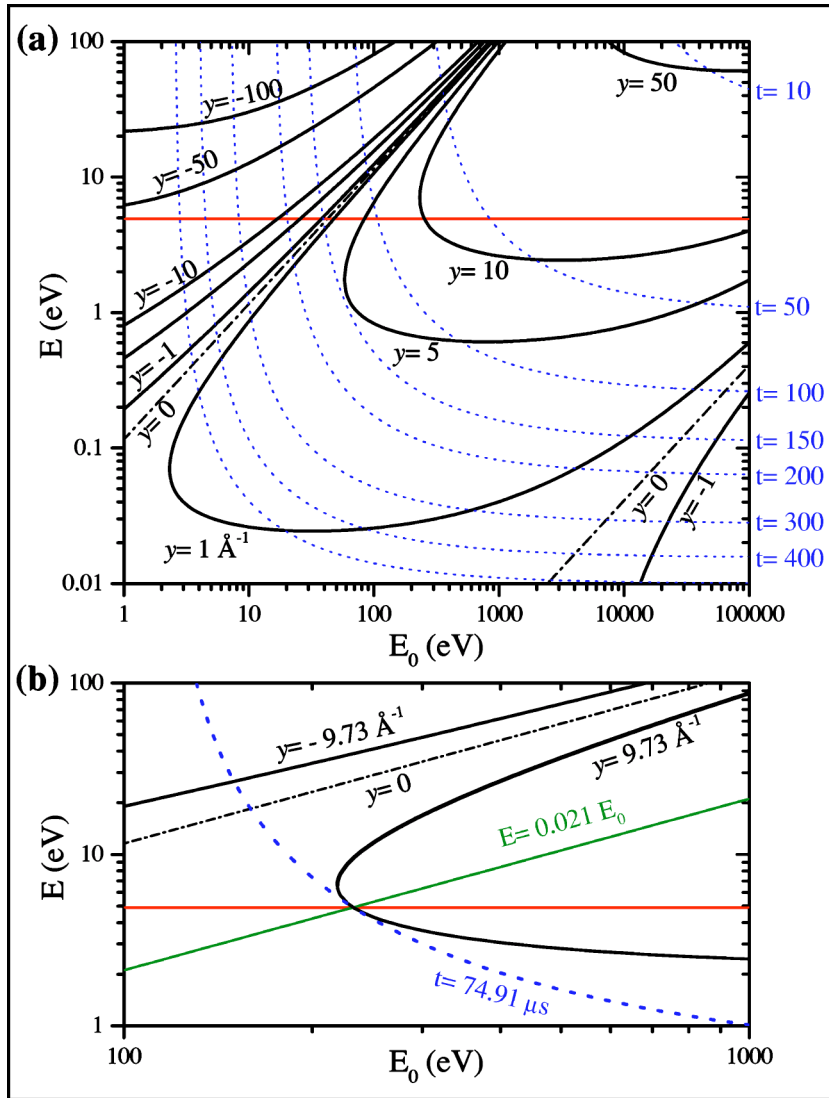 (a)
100
10
1
0.1
0.01
E (eV)
y= -100
y= -50
y= -10
y= -1
y= 0
y= 1 Å-1
y= 5
y= 10
y= 50
y= 0
y= -1
t= 10
t= 50
t= 100
t= 150
t= 200
t= 300
t= 400
1 10 100 1000 10000 100000
E0 (eV)
(b)
100
10
1
E (eV)
y= - 9.73 Å-1
y= 0
y= 9.73 Å-1
E= 0.021 E0
t= 74.91 μs
100 1000
E0 (eV)